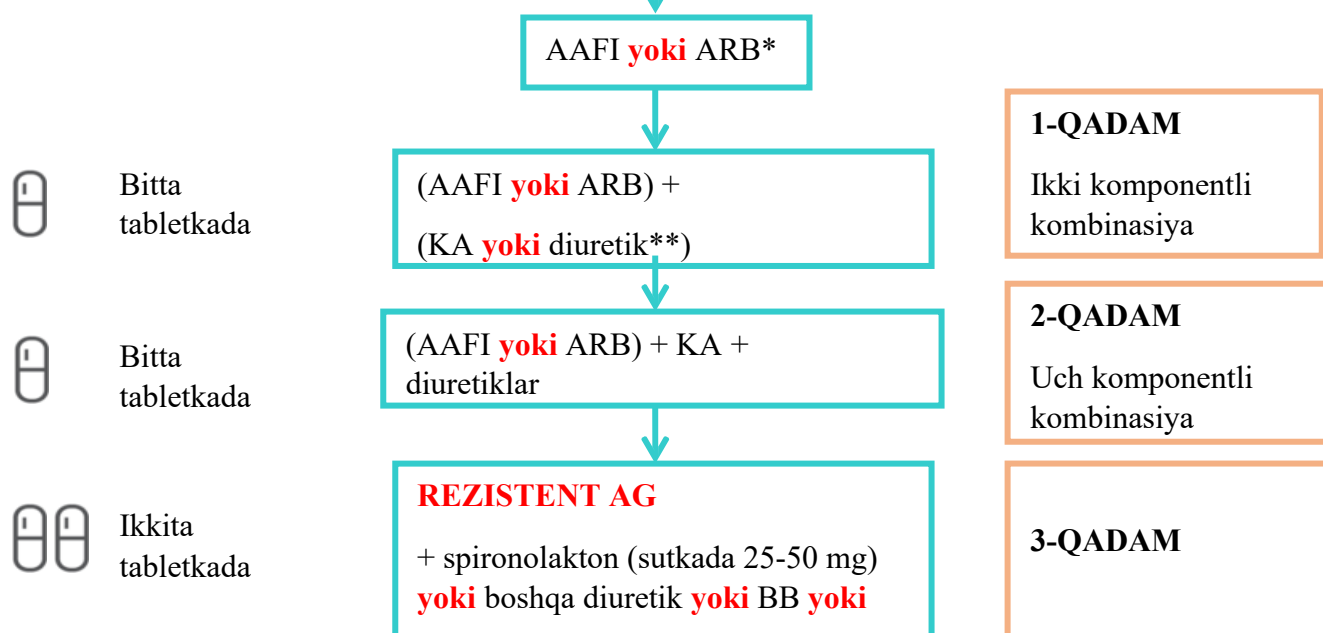 AAFI yoki ARB*
Bitta
tabletkada
(AAFI yoki ARB) +
(KA yoki diuretik**)
1-QADAM
Ikki komponentli
kombinasiya
Bitta
tabletkada
(AAFI yoki ARB) + KA +
diuretiklar
2-QADAM
Uch komponentli
kombinasiya
Ikkita
tabletkada
REZISTENT AG
+ spironolakton (sutkada 25-50 mg)
yoki boshqa diuretik yoki BB yoki
3-QADAM